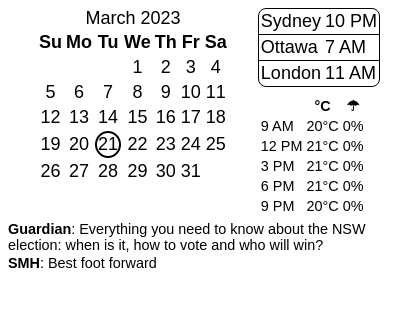 March 2023
Su Mo Tu We Th Fr Sa
1 2 3 4
5 6 7 8 9 10 11
12 13 14 15 16 17 18
19 20 21 22 23 24 25
26 27 28 29 30 31
Sydney 10 PM
Ottawa 7 AM
London 11 AM
°C ☂
9 AM 20°C 0%
12 PM 21°C 0%
3 PM 21°C 0%
6 PM 21°C 0%
9 PM 20°C 0%
Guardian: Everything you need to know about the NSW
election: when is it, how to vote and who will win?
SMH: Best foot forward